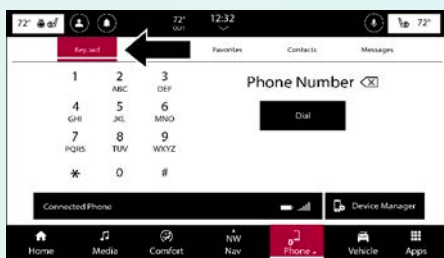 72° 72° OUT 12:32 72°
Keypad Favorites Contacts Messages
1 2 ABC 3 DEF
Phone Number
4 GHI 5 JKL 6 MNO
Dial
7 PQRS 8 TUV 9 WXYZ
* 0 #
Connected Phone Device Manager
Home Media Comfort NW Nav Phone Vehicle Apps